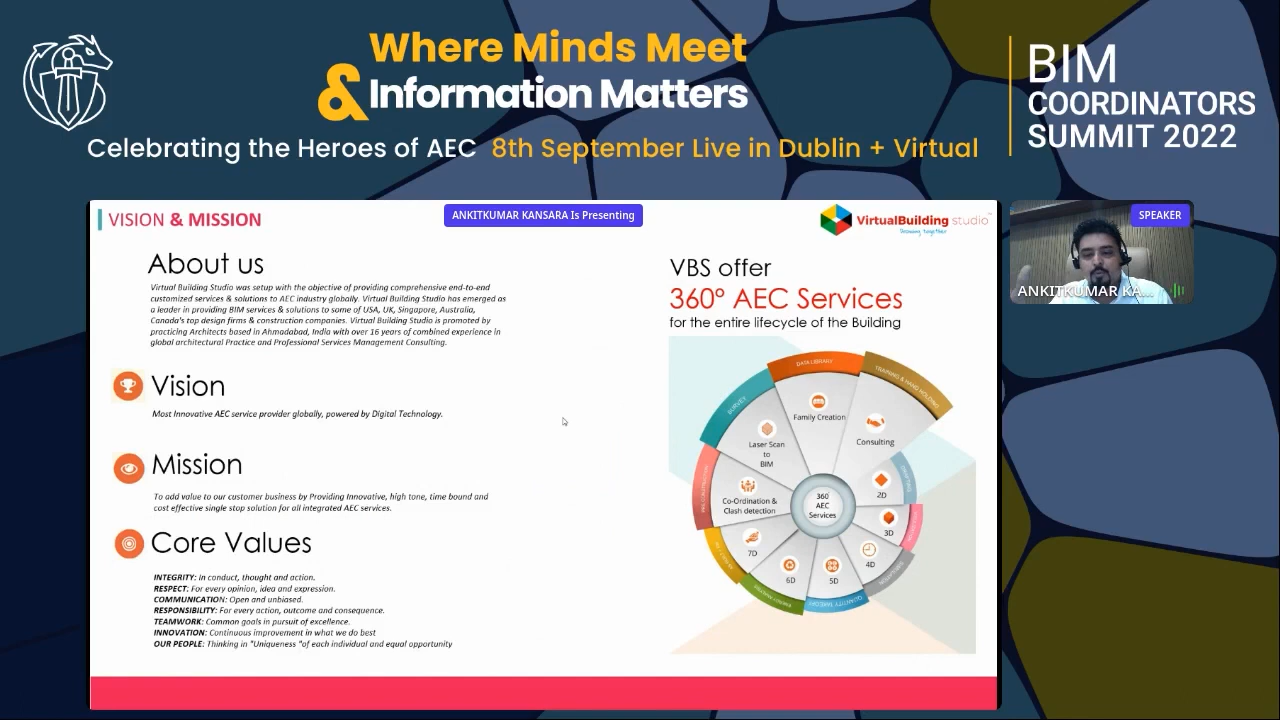 Where Minds Meet
& Information Matters
Celebrating the Heroes of AEC 8th September Live in Dublin + Virtual
BIM
COORDINATORS
SUMMIT 2022
VISION & MISSION
ANKITKUMAR KANSARA Is Presenting
VirtualBuilding studio
SPEAKER
ANKITKUMAR KA...
About us
Virtual Building Studio was setup with the objective of providing comprehensive end-to-end
customized services & solutions to AEC industry globally. Virtual Building Studio has emerged as
a leader in providing BIM services & solutions to some of USA, UK, Singapore, Australia,
Canada's top design firms & construction companies. Virtual Building Studio is promoted by
practicing Architects based in Ahmadabad, India with over 16 years of combined experience in
global architectural Practice and Professional Services Management Consulting.
Vision
Most Innovative AEC service provider globally, powered by Digital Technology.
Mission
To add value to our customer business by Providing Innovative, high tone, time bound and
cost effective single stop solution for all integrated AEC services.
Core Values
INTEGRITY: In conduct, thought and action.
RESPECT: For every opinion, idea and expression.
COMMUNICATION: Open and unbiased.
RESPONSIBILITY: For every action, outcome and consequence.
TEAMWORK: Common goals in pursuit of excellence.
INNOVATION: Continuous improvement in what we do best
OUR PEOPLE: Thinking in "Uniqueness "of each individual and equal opportunity
VBS offer
360° AEC Services
for the entire lifecycle of the Building
DATA LIBRARY
TRAINING & HAND HOLDING
SURVEY
Family Creation
Consulting
Laser Scan
to
BIM
Co-Ordination &
Clash detection
360
AEC
Services
2D
3D
4D
5D
6D
7D
QUANTITY TAKEOFF